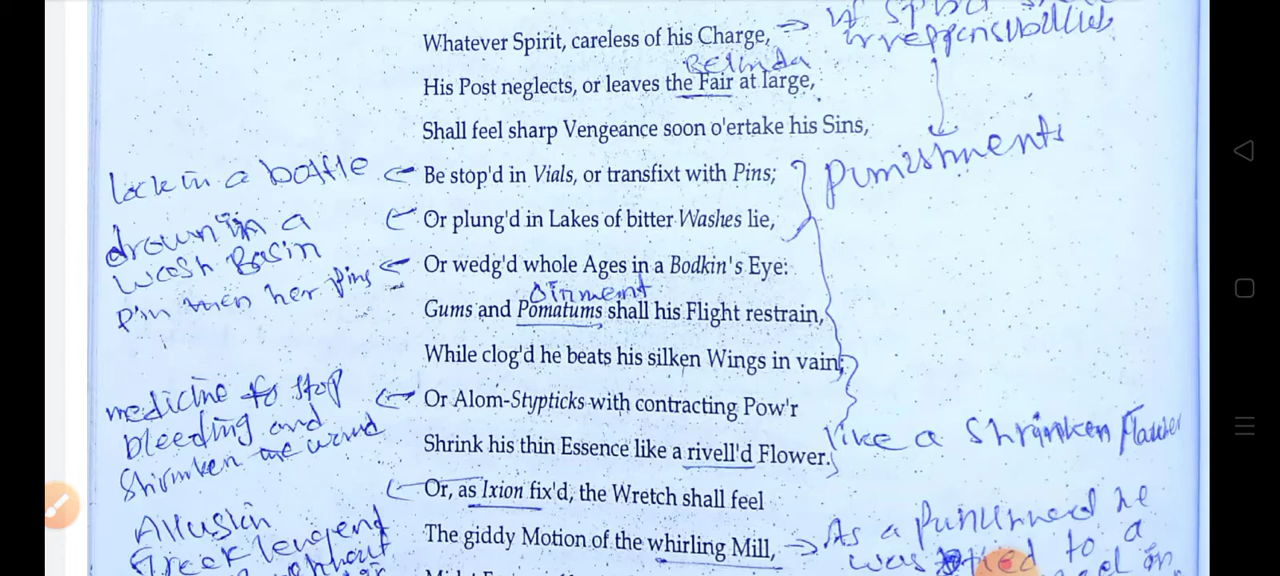 Whatever Spirit, careless of his Charge,
irresponsibilities
Belinda
His Post neglects, or leaves the Fair at large,
Shall feel sharp Vengeance soon o'ertake his Sins,
Punishments
lock in a bottle
Be stop'd in Vials, or transfixt with Pins;
drown in a
wash Basin
Or plung'd in Lakes of bitter Washes lie,
Pin them her Pins
Or wedg'd whole Ages in a Bodkin's Eye:
Oinment
Gums and Pomatums shall his Flight restrain,
While clog'd he beats his silken Wings in vain;
medicine to stop
bleeding and
Shrinken the wound
Or Alom-Stypticks with contracting Pow'r
like a Shrinken Flower
Shrink his thin Essence like a rivell'd Flower.
Or, as Ixion fix'd, the Wretch shall feel
Allusion
Greek legend
The giddy Motion of the whirling Mill,
As a he
was tied to a